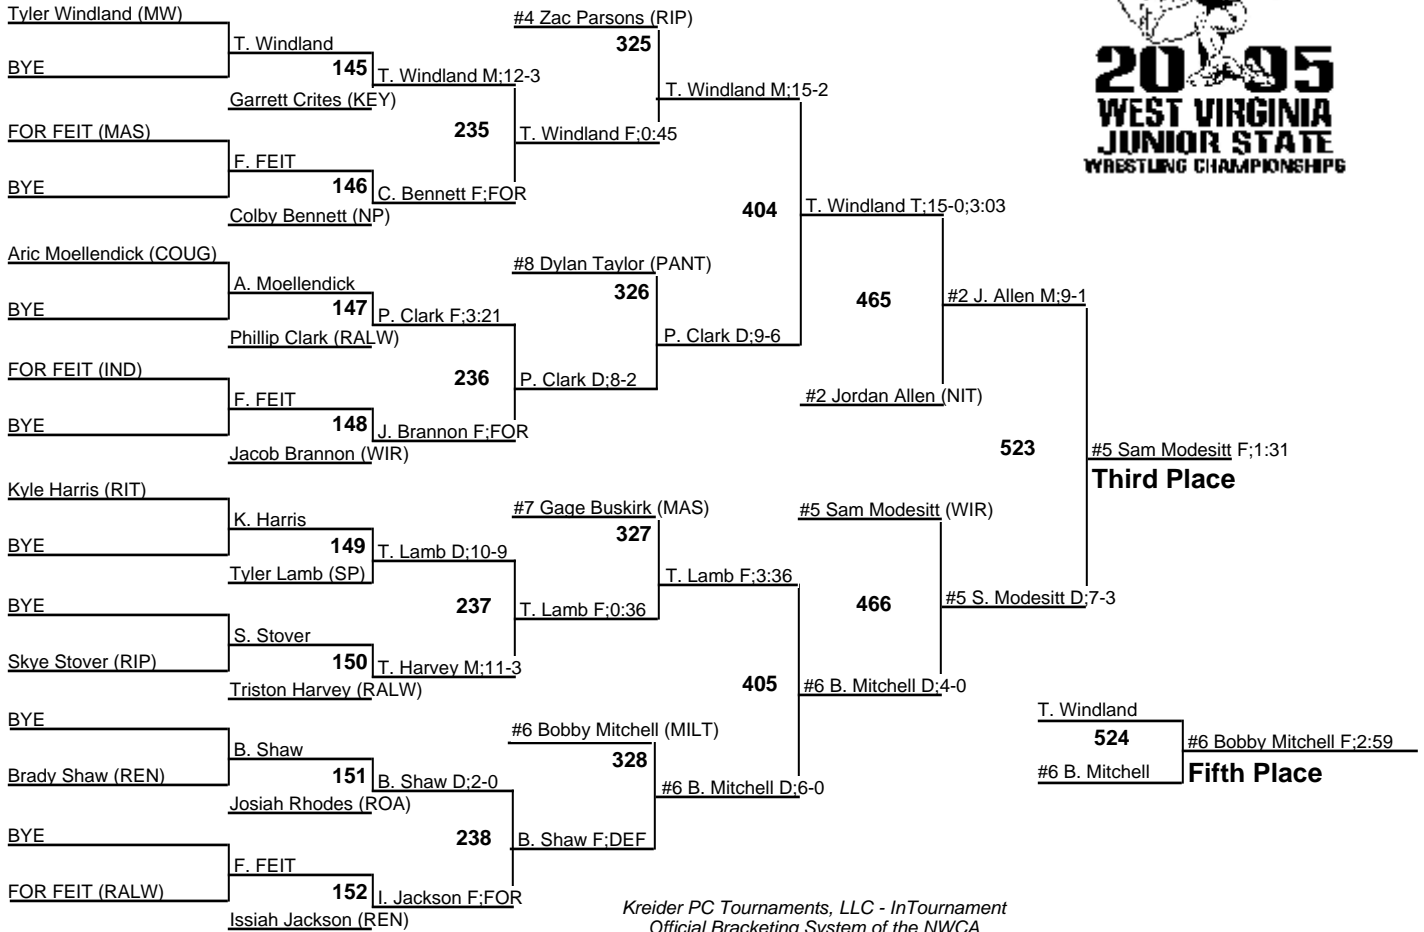 Tyler Windland (MW)
BYE
T. Windland
145
Garrett Crites (KEY)
T. Windland M;12-3
FOR FEIT (MAS)
BYE
F. FEIT
146
Colby Bennett (NP)
C. Bennett F;FOR
235
T. Windland F;0:45
#4 Zac Parsons (RIP)
325
T. Windland M;15-2
Aric Moellendick (COUG)
BYE
A. Moellendick
147
Phillip Clark (RALW)
P. Clark F;3:21
FOR FEIT (IND)
BYE
F. FEIT
148
Jacob Brannon (WIR)
J. Brannon F;FOR
236
P. Clark D;8-2
#8 Dylan Taylor (PANT)
326
P. Clark D;9-6
404
T. Windland T;15-0;3:03
465
#2 Jordan Allen (NIT)
#2 J. Allen M;9-1
Kyle Harris (RIT)
BYE
K. Harris
149
Tyler Lamb (SP)
T. Lamb D;10-9
BYE
Skye Stover (RIP)
S. Stover
150
Triston Harvey (RALW)
T. Harvey M;11-3
237
T. Lamb F;0:36
#7 Gage Buskirk (MAS)
327
T. Lamb F;3:36
BYE
Brady Shaw (REN)
B. Shaw
151
Josiah Rhodes (ROA)
B. Shaw D;2-0
BYE
FOR FEIT (RALW)
F. FEIT
152
Issiah Jackson (REN)
I. Jackson F;FOR
238
B. Shaw F;DEF
#6 Bobby Mitchell (MILT)
328
#6 B. Mitchell D;6-0
405
#6 B. Mitchell D;4-0
#5 Sam Modesitt (WIR)
466
#5 S. Modesitt D;7-3
523
#5 Sam Modesitt F;1:31
Third Place
T. Windland
524
#6 B. Mitchell
#6 Bobby Mitchell F;2:59
Fifth Place
20 95
WEST VIRGINIA
JUNIOR STATE
WRESTLING CHAMPIONSHIPS
Kreider PC Tournaments, LLC - InTournament
Official Bracketing System of the NWCA